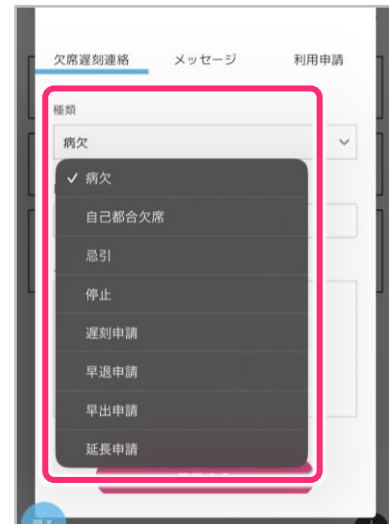 欠席遅刻連絡 メッセージ 利用申請
種類
病欠
病欠
自己都合欠席
忌引
停止
遅刻申請
早退申請
早出申請
延長申請